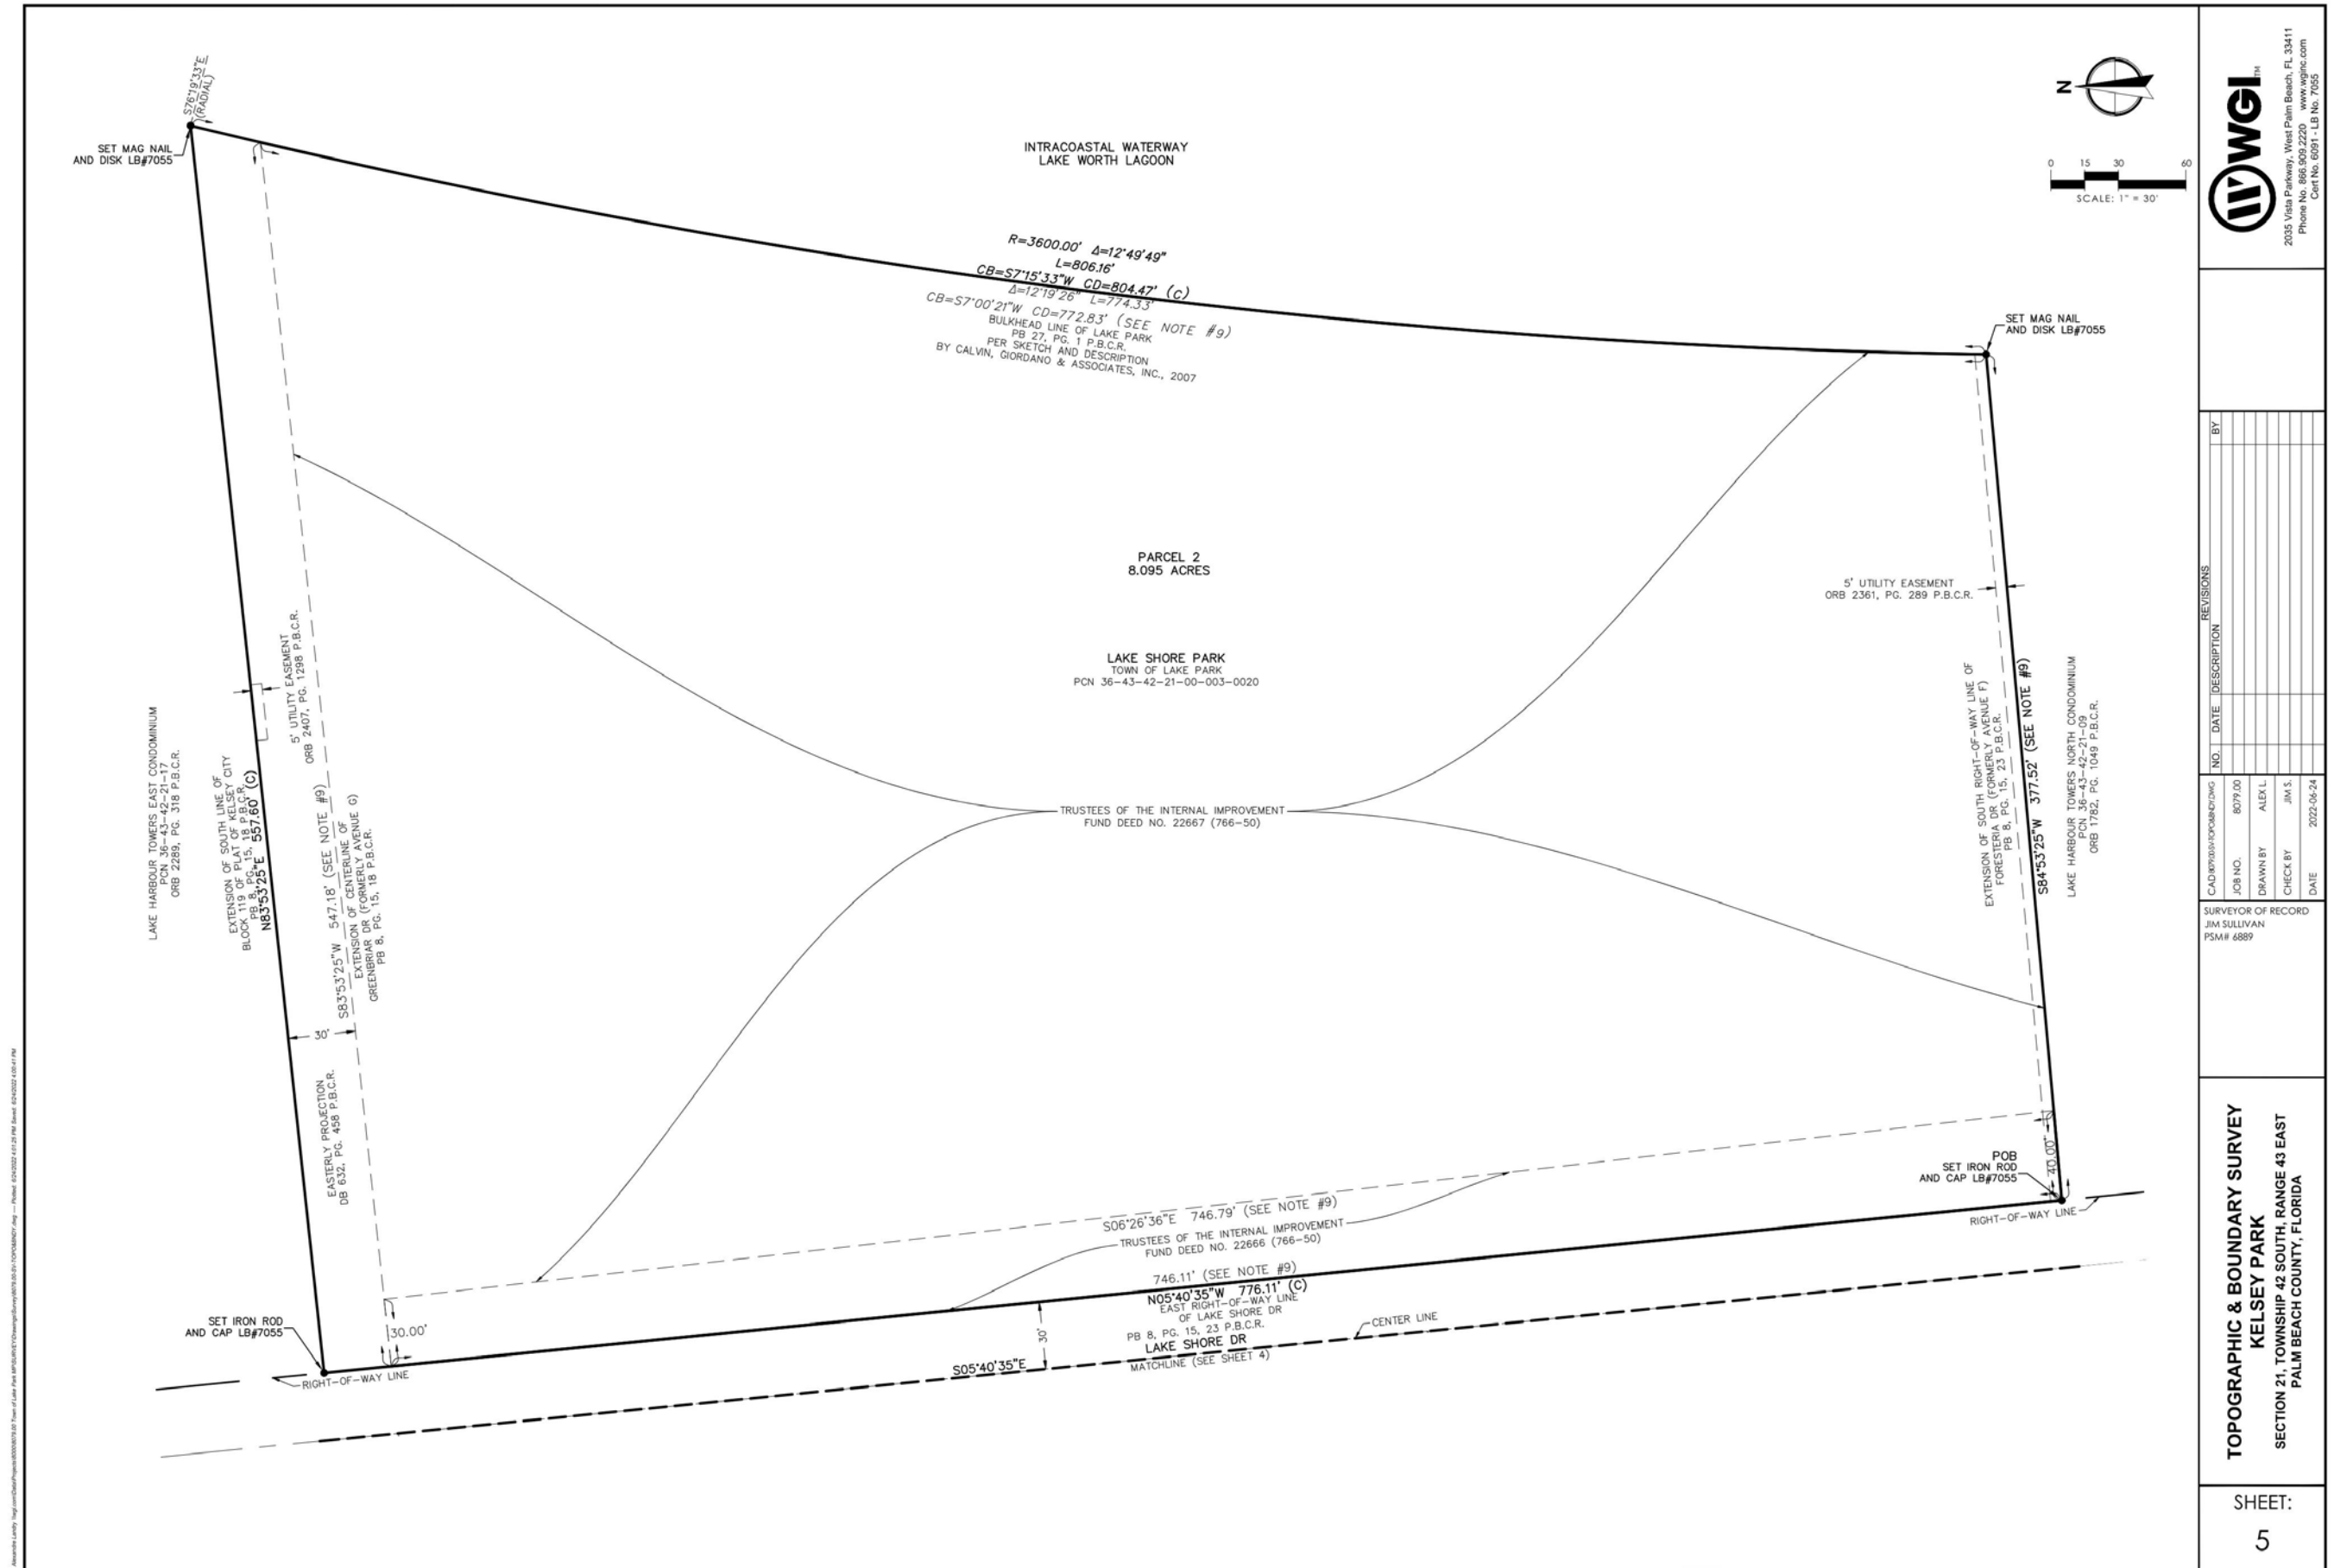 S76°19'33"E
(RADIAL)
SET MAG NAIL
AND DISK LB#7055
INTRACOASTAL WATERWAY
LAKE WORTH LAGOON
N
0 15 30 60
SCALE: 1" = 30'
R=3600.00' Δ=12°49'49"
L=806.16'
CB=S7°15'33"W CD=804.47' (C)
Δ=12°19'26" L=774.33'
CB=S7°00'21"W CD=772.83' (SEE NOTE #9)
BULKHEAD LINE OF LAKE PARK
PB 27, PG. 1 P.B.C.R.
PER SKETCH AND DESCRIPTION
BY CALVIN, GIORDANO & ASSOCIATES, INC., 2007
SET MAG NAIL
AND DISK LB#7055
PARCEL 2
8.095 ACRES
5' UTILITY EASEMENT
ORB 2361, PG. 289 P.B.C.R.
LAKE SHORE PARK
TOWN OF LAKE PARK
PCN 36-43-42-21-00-003-0020
LAKE HARBOUR TOWERS EAST CONDOMINIUM
PCN 36-43-42-21-17
ORB 2289, PG. 318 P.B.C.R.
EXTENSION OF SOUTH LINE OF
BLOCK 119 OF PLAT OF KELSEY CITY
PB 8, PG. 15, 18 P.B.C.R.
N83°53'25"E 557.60' (C)
5' UTILITY EASEMENT
ORB 2407, PG. 1298 P.B.C.R.
S83°53'25"W 547.18' (SEE NOTE #9)
EXTENSION OF CENTERLINE OF
GREENBRIAR DR (FORMERLY AVENUE G)
PB 8, PG. 15, 18 P.B.C.R.
30'
EASTERLY PROJECTION
DB 632, PG. 458 P.B.C.R.
TRUSTEES OF THE INTERNAL IMPROVEMENT
FUND DEED NO. 22667 (766-50)
EXTENSION OF SOUTH RIGHT-OF-WAY LINE OF
FORESTERIA DR (FORMERLY AVENUE F)
PB 8, PG. 15, 23 P.B.C.R.
S84°53'25"W 377.52' (SEE NOTE #9)
LAKE HARBOUR TOWERS NORTH CONDOMINIUM
PCN 36-43-42-21-09
ORB 1782, PG. 1049 P.B.C.R.
POB
SET IRON ROD
AND CAP LB#7055
40.00'
RIGHT-OF-WAY LINE
S06°26'36"E 746.79' (SEE NOTE #9)
TRUSTEES OF THE INTERNAL IMPROVEMENT
FUND DEED NO. 22666 (766-50)
746.11' (SEE NOTE #9)
N05°40'35"W 776.11' (C)
EAST RIGHT-OF-WAY LINE
OF LAKE SHORE DR
PB 8, PG. 15, 23 P.B.C.R.
LAKE SHORE DR
MATCHLINE (SEE SHEET 4)
30'
S05°40'35"E
CENTER LINE
SET IRON ROD
AND CAP LB#7055
30.00'
RIGHT-OF-WAY LINE
WGI™
2035 Vista Parkway, West Palm Beach, FL 33411
Phone No. 866.909.2220 www.wginc.com
Cert No. 6091 - LB No. 7055
REVISIONS
NO. DATE DESCRIPTION BY
JOB NO. 8079.00
DRAWN BY ALEX L.
CHECK BY JIM S.
DATE 2022-06-24
SURVEYOR OF RECORD
JIM SULLIVAN
PSM# 6889
TOPOGRAPHIC & BOUNDARY SURVEY
KELSEY PARK
SECTION 21, TOWNSHIP 42 SOUTH, RANGE 43 EAST
PALM BEACH COUNTY, FLORIDA
SHEET:
5